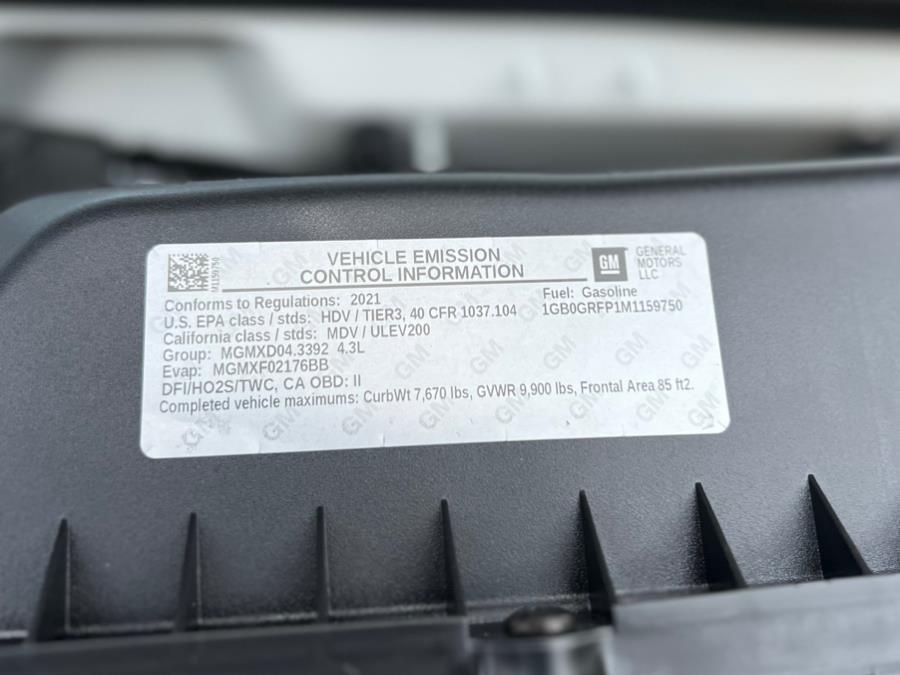 M1159750
VEHICLE EMISSION
CONTROL INFORMATION
GM
GENERAL
MOTORS
LLC
Conforms to Regulations: 2021
Fuel: Gasoline
U.S. EPA class / stds: HDV / TIER3, 40 CFR 1037.104
1GB0GRFP1M1159750
California class / stds: MDV / ULEV200
Group: MGMXD04.3392 4.3L
Evap: MGMXF02176BB
DFI/HO2S/TWC, CA OBD: II
Completed vehicle maximums: CurbWt 7,670 lbs, GVWR 9,900 lbs, Frontal Area 85 ft2.